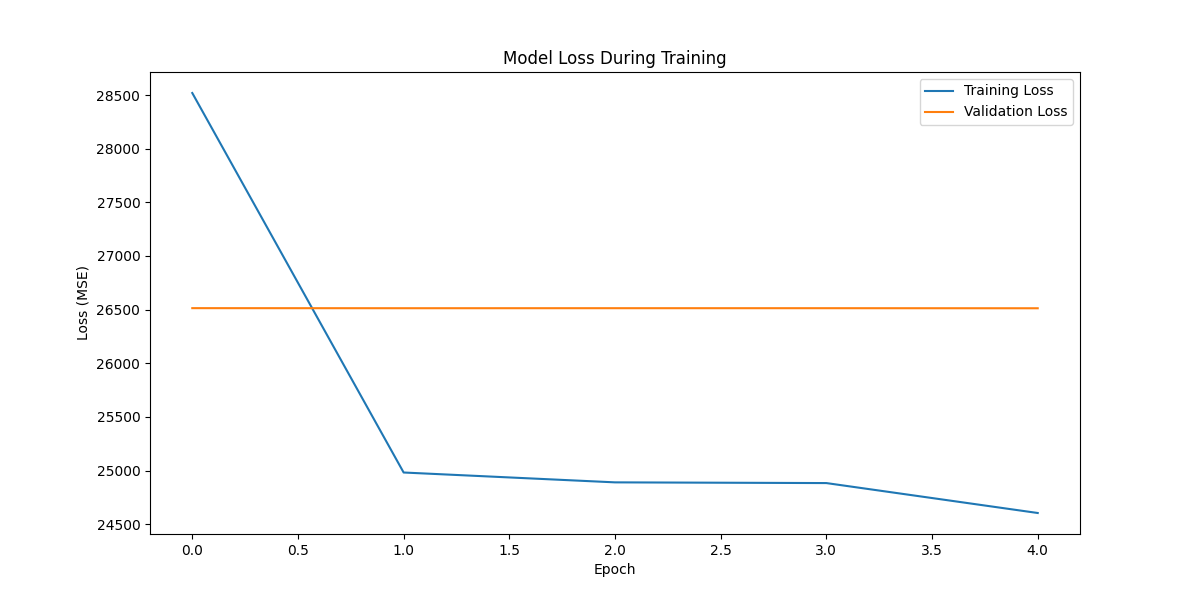 Model Loss During Training
Training Loss
Validation Loss
28500
28000
27500
27000
26500
26000
25500
25000
24500
Loss (MSE)
0.0 0.5 1.0 1.5 2.0 2.5 3.0 3.5 4.0
Epoch